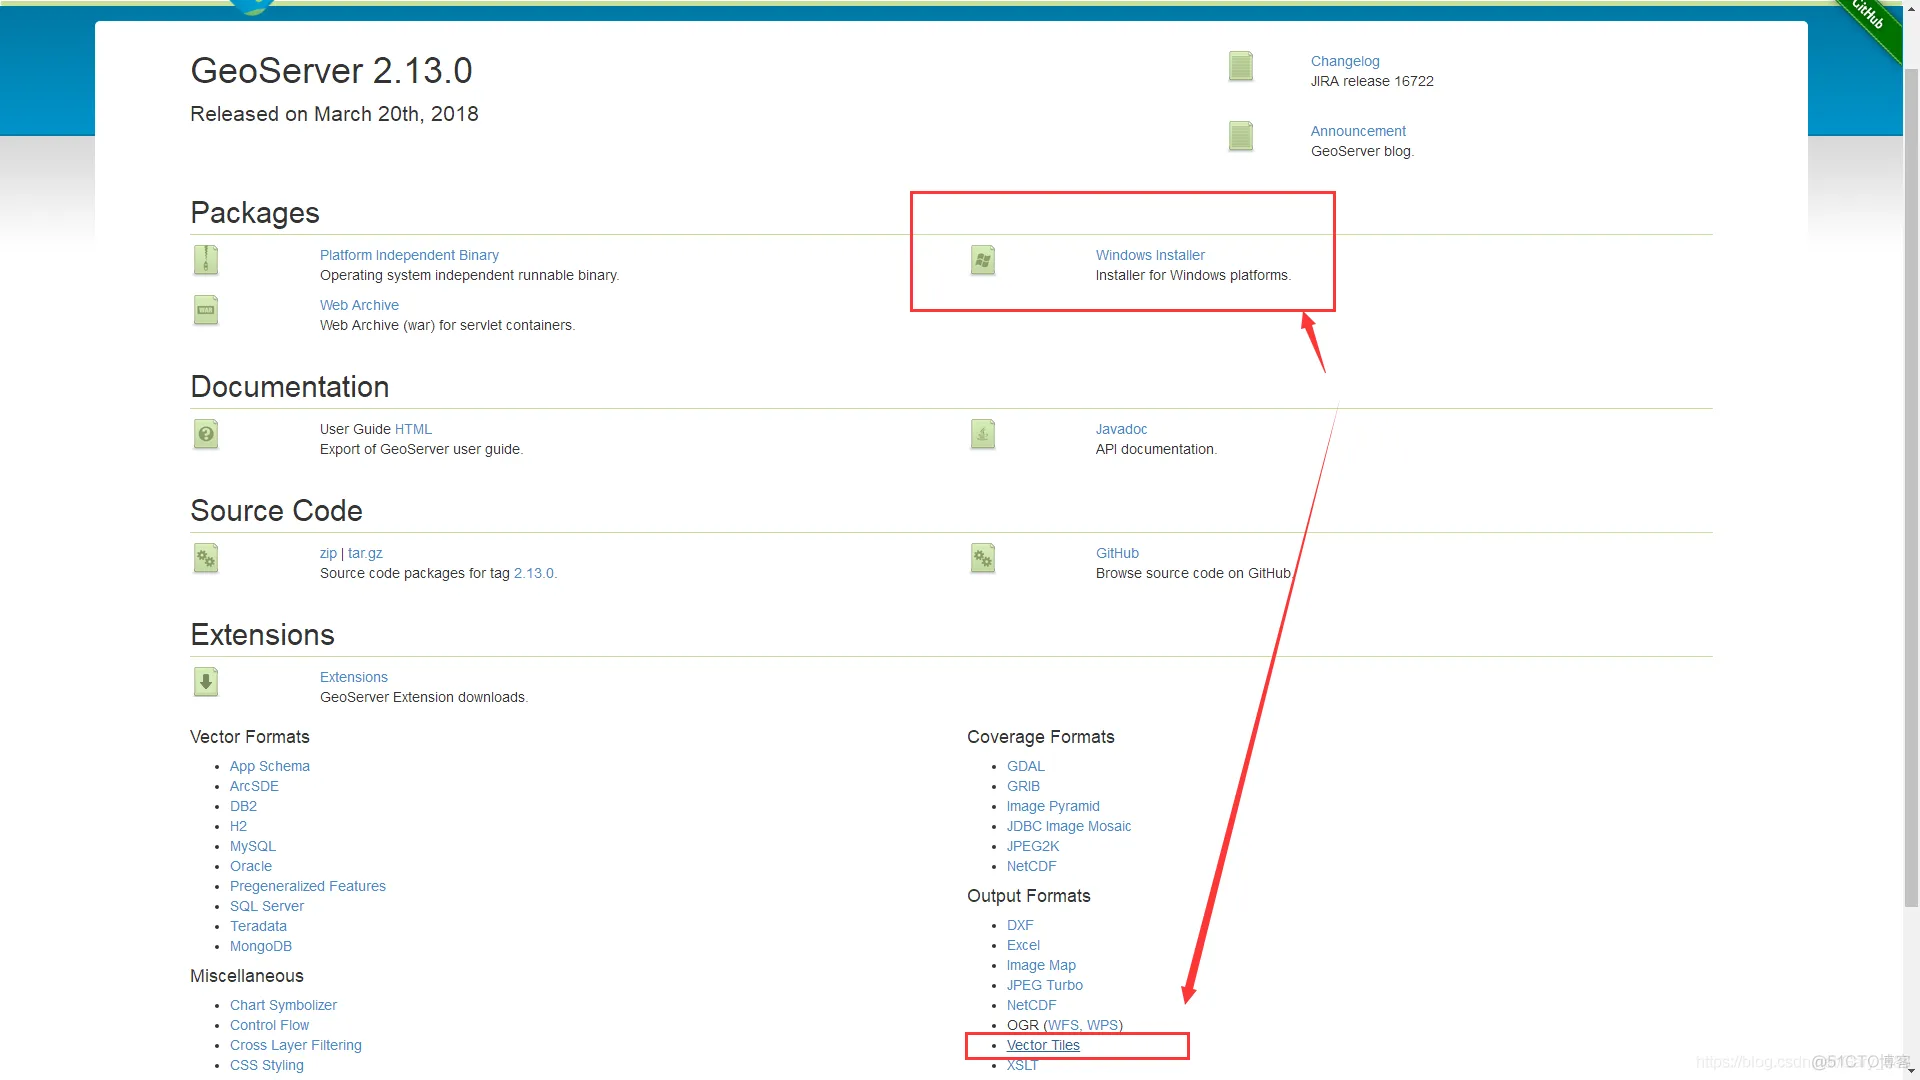 GitHub
GeoServer 2.13.0
Released on March 20th, 2018
Changelog
JIRA release 16722
Announcement
GeoServer blog.
Packages
Platform Independent Binary
Operating system independent runnable binary.
Web Archive
Web Archive (war) for servlet containers.
Windows Installer
Installer for Windows platforms.
Documentation
User Guide HTML
Export of GeoServer user guide.
Javadoc
API documentation.
Source Code
zip | tar.gz
Source code packages for tag 2.13.0.
GitHub
Browse source code on GitHub.
Extensions
Extensions
GeoServer Extension downloads.
Vector Formats
App Schema
ArcSDE
DB2
H2
MySQL
Oracle
Pregeneralized Features
SQL Server
Teradata
MongoDB
Miscellaneous
Chart Symbolizer
Control Flow
Cross Layer Filtering
CSS Styling
Coverage Formats
GDAL
GRIB
Image Pyramid
JDBC Image Mosaic
JPEG2K
NetCDF
Output Formats
DXF
Excel
Image Map
JPEG Turbo
NetCDF
OGR (WFS, WPS)
Vector Tiles
XSLT
@51CTO博客